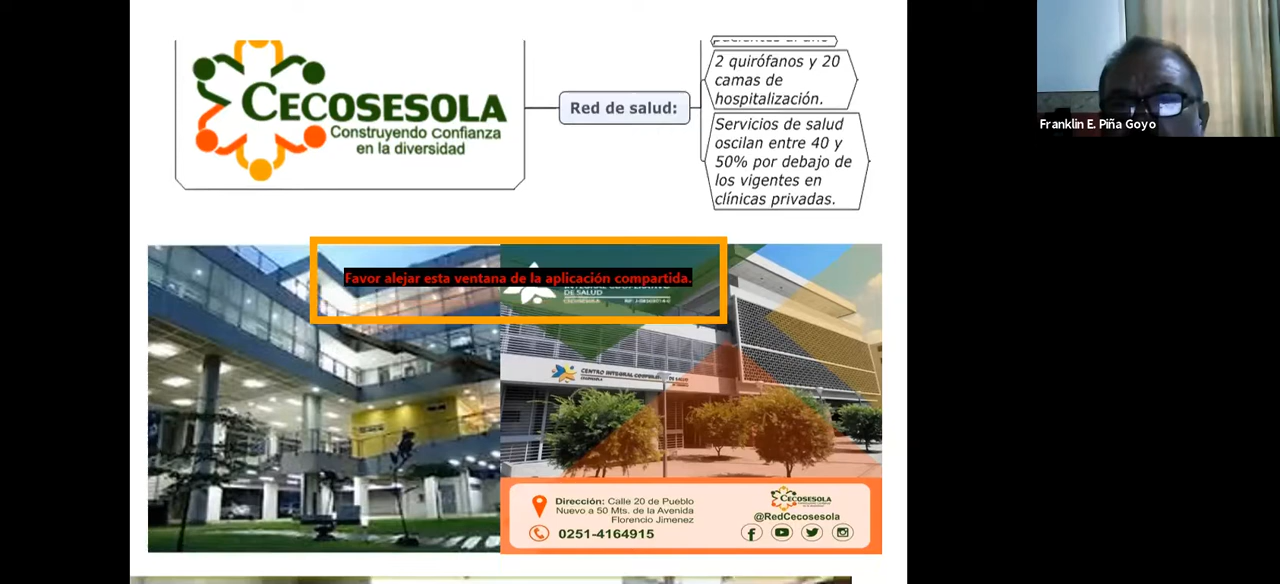 CECOSESOLA
Construyendo confianza
en la diversidad
Red de salud:
2 quirófanos y 20
camas de
hospitalización.
Servicios de salud
oscilan entre 40 y
50% por debajo de
los vigentes en
clínicas privadas.
Franklin E. Piña Goyo
Favor alejar esta ventana de la aplicación compartida.
DE SALUD
CECOSESOLA
Dirección: Calle 20 de Pueblo
Nuevo a 50 Mts. de la Avenida
Florencio Jimenez
0251-4164915
CECOSESOLA
@RedCecosesola